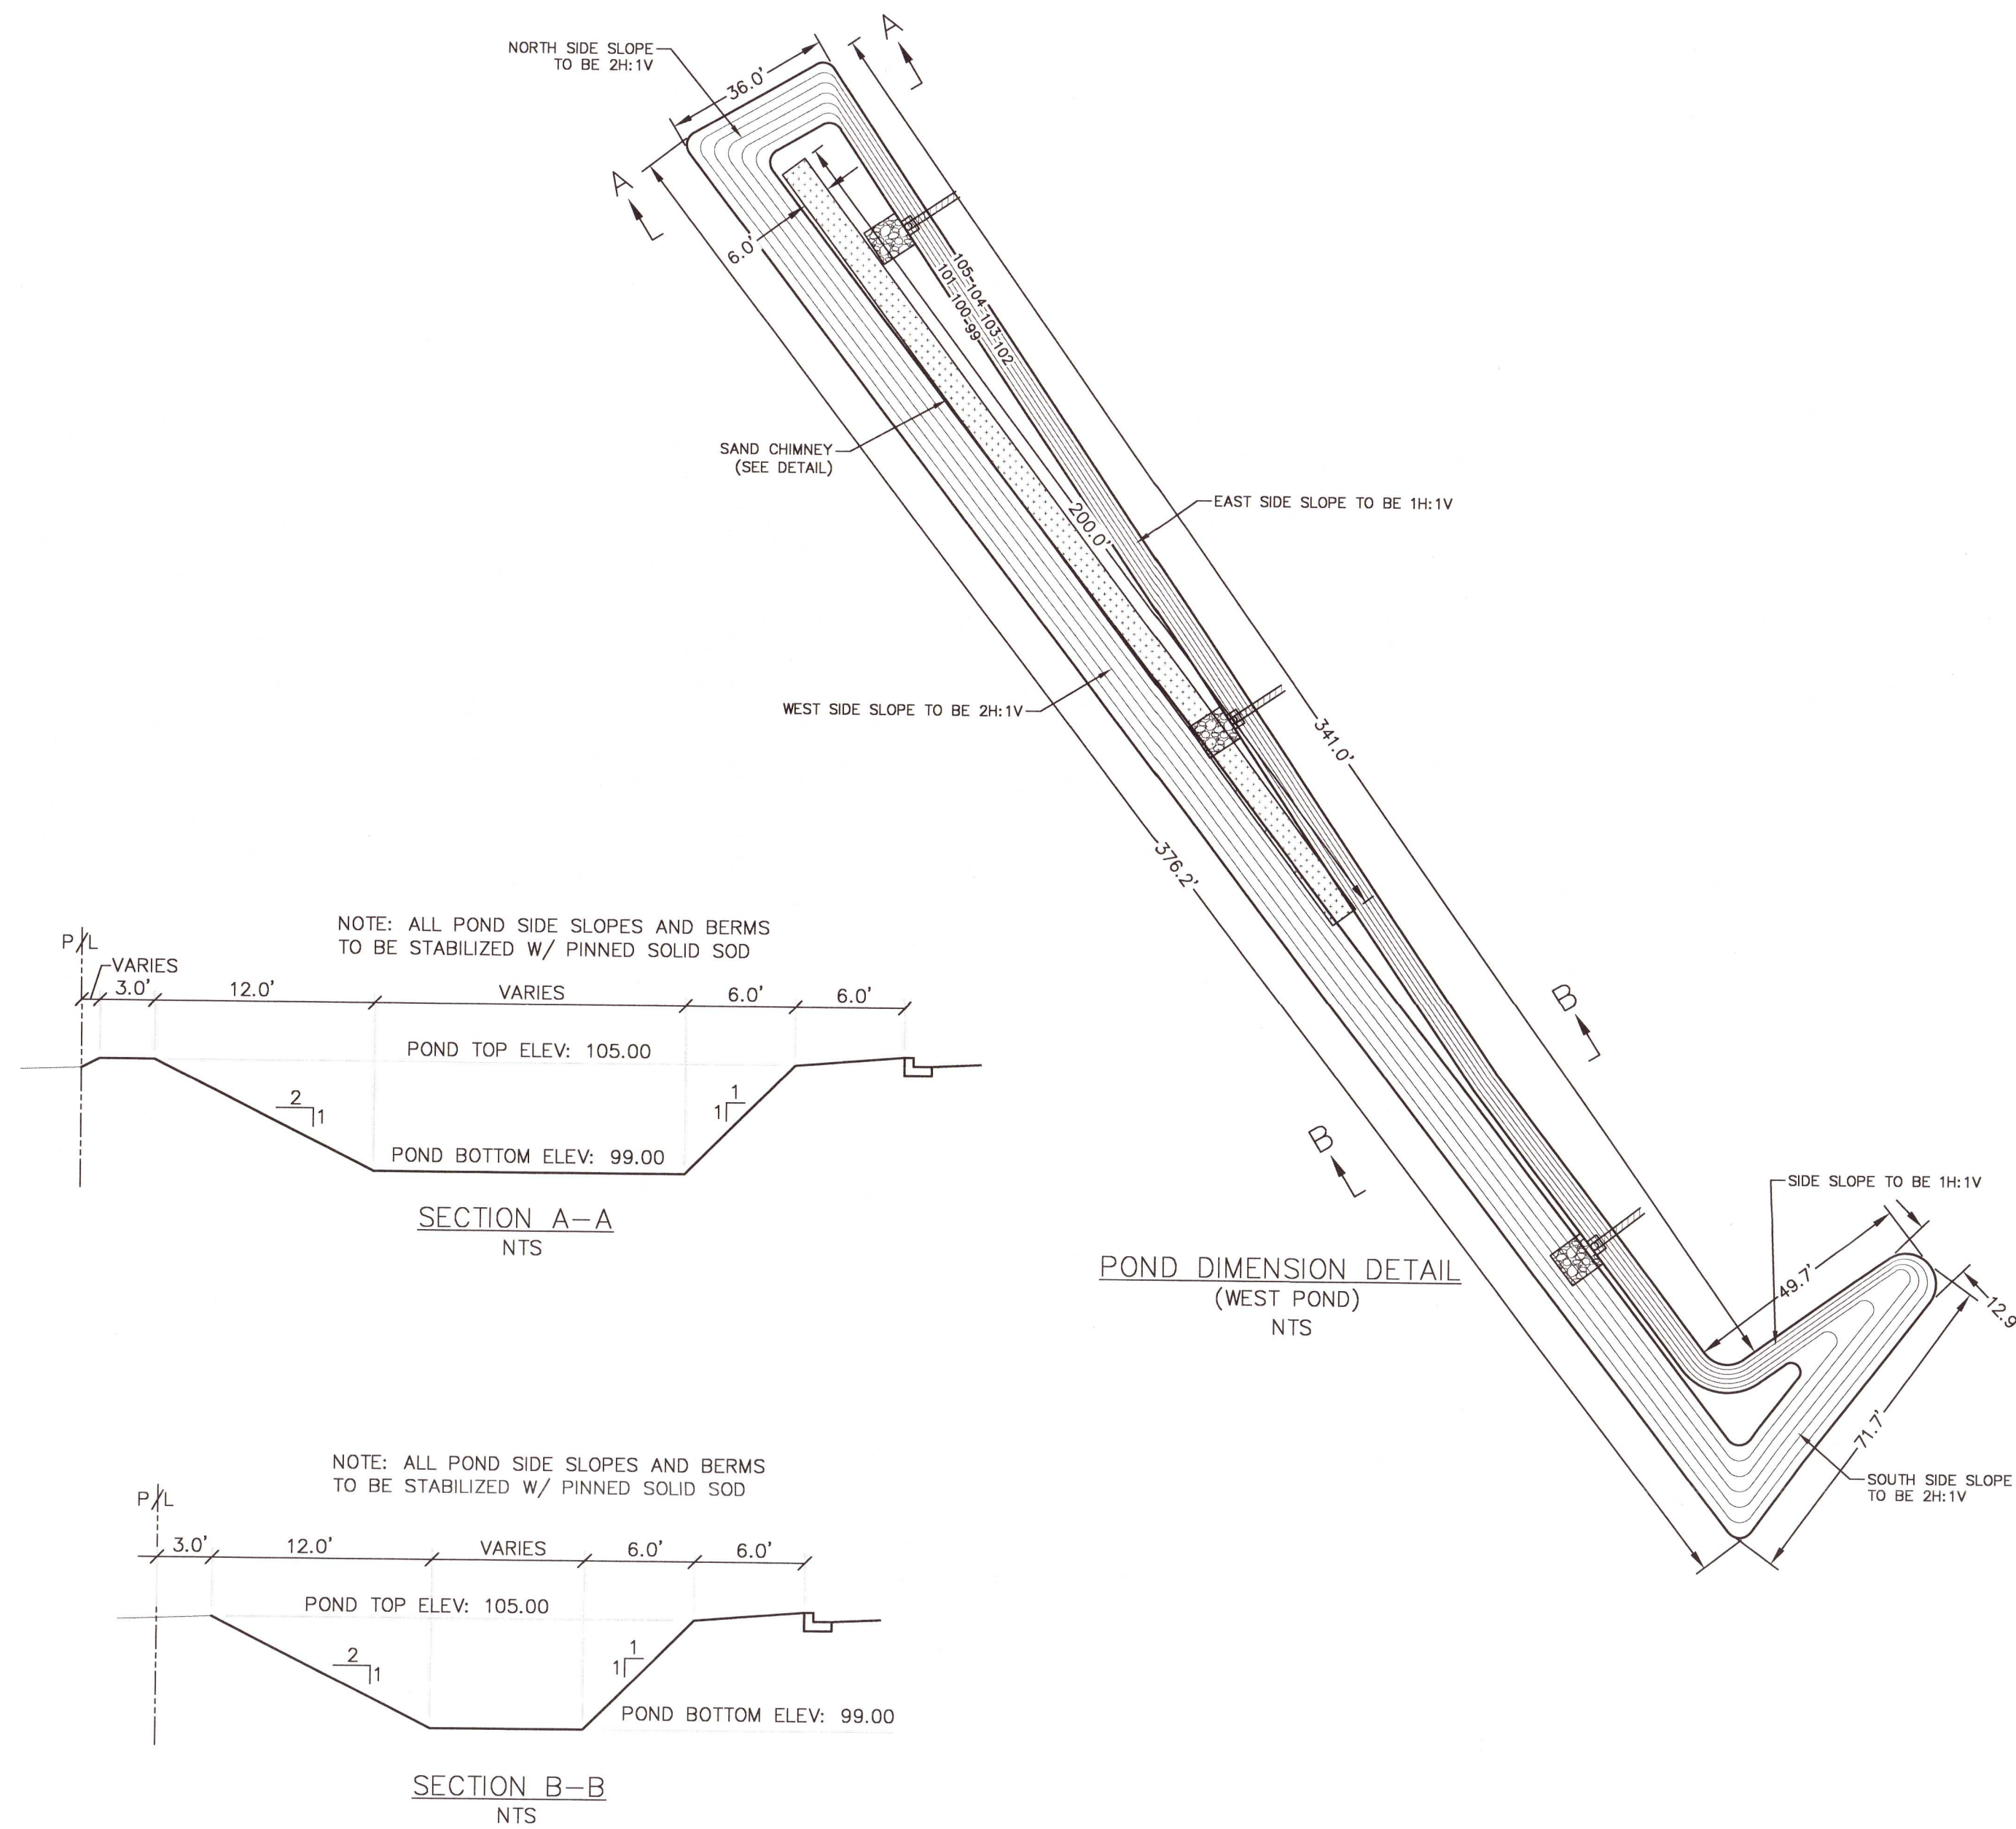 NORTH SIDE SLOPE
TO BE 2H:1V
36.0'
A
A
6.0'
105
104
103
102
101
100
99
SAND CHIMNEY
(SEE DETAIL)
200.0'
EAST SIDE SLOPE TO BE 1H:1V
WEST SIDE SLOPE TO BE 2H:1V
341.0'
376.2'
B
B
SIDE SLOPE TO BE 1H:1V
49.7'
12.9
71.7'
SOUTH SIDE SLOPE
TO BE 2H:1V
POND DIMENSION DETAIL
(WEST POND)
NTS
NOTE: ALL POND SIDE SLOPES AND BERMS
TO BE STABILIZED W/ PINNED SOLID SOD
P/L
VARIES
3.0'
12.0'
VARIES
6.0'
6.0'
POND TOP ELEV: 105.00
2
1
1
1
POND BOTTOM ELEV: 99.00
SECTION A-A
NTS
NOTE: ALL POND SIDE SLOPES AND BERMS
TO BE STABILIZED W/ PINNED SOLID SOD
P/L
3.0'
12.0'
VARIES
6.0'
6.0'
POND TOP ELEV: 105.00
2
1
1
1
POND BOTTOM ELEV: 99.00
SECTION B-B
NTS